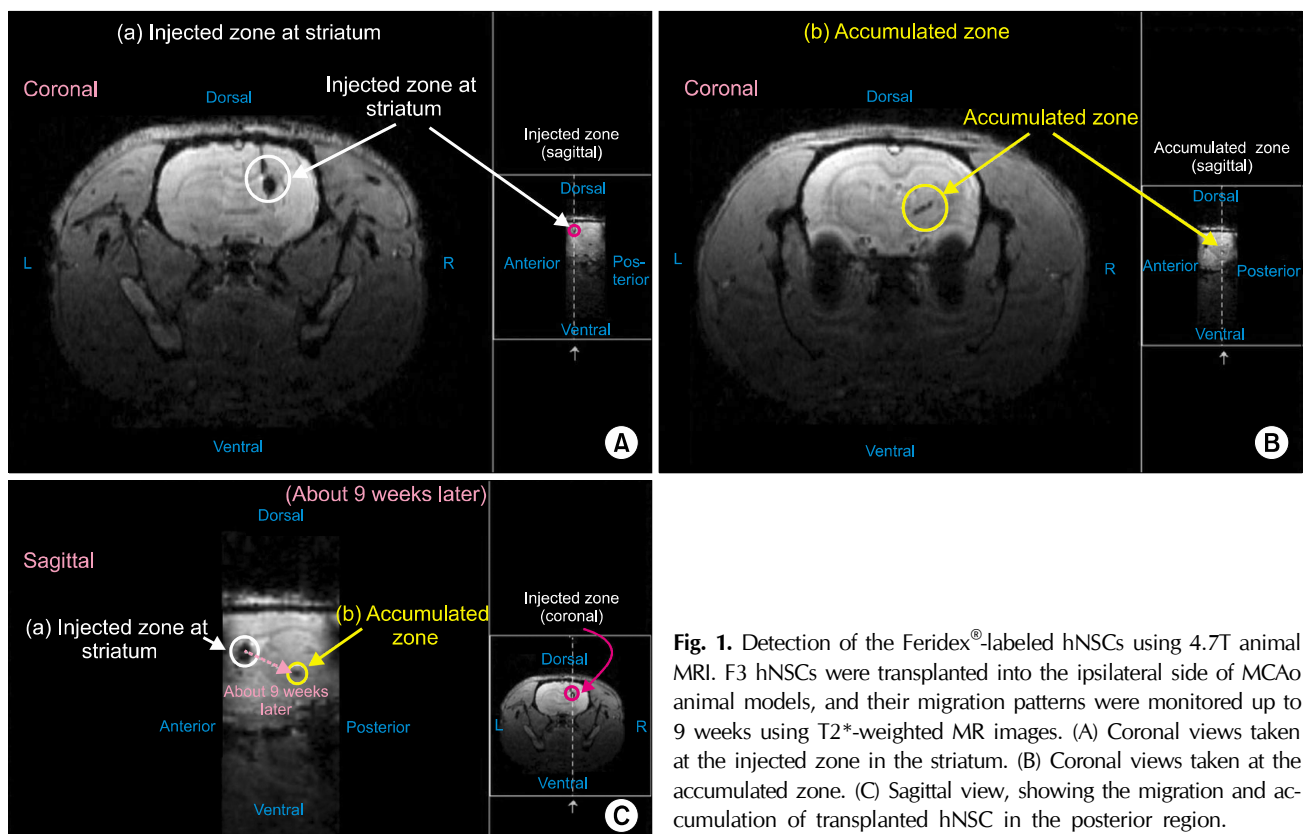 (a) Injected zone at striatum
Coronal
Dorsal
Injected zone at
striatum
L
R
Ventral
Injected zone
(sagittal)
Dorsal
Anterior
Pos-
terior
Ventral
↑
A
(b) Accumulated zone
Coronal
Dorsal
Accumulated zone
L
R
Ventral
Accumulated zone
(sagittal)
Dorsal
Anterior
Posterior
Ventral
↑
B
(About 9 weeks later)
Dorsal
Sagittal
(a) Injected zone at
striatum
(b) Accumulated
zone
About 9 weeks
later
Anterior
Posterior
Ventral
Injected zone
(coronal)
Dorsal
L
R
Ventral
↑
C
Fig. 1. Detection of the Feridex®-labeled hNSCs using 4.7T animal
MRI. F3 hNSCs were transplanted into the ipsilateral side of MCAo
animal models, and their migration patterns were monitored up to
9 weeks using T2*-weighted MR images. (A) Coronal views taken
at the injected zone in the striatum. (B) Coronal views taken at the
accumulated zone. (C) Sagittal view, showing the migration and ac-
cumulation of transplanted hNSC in the posterior region.